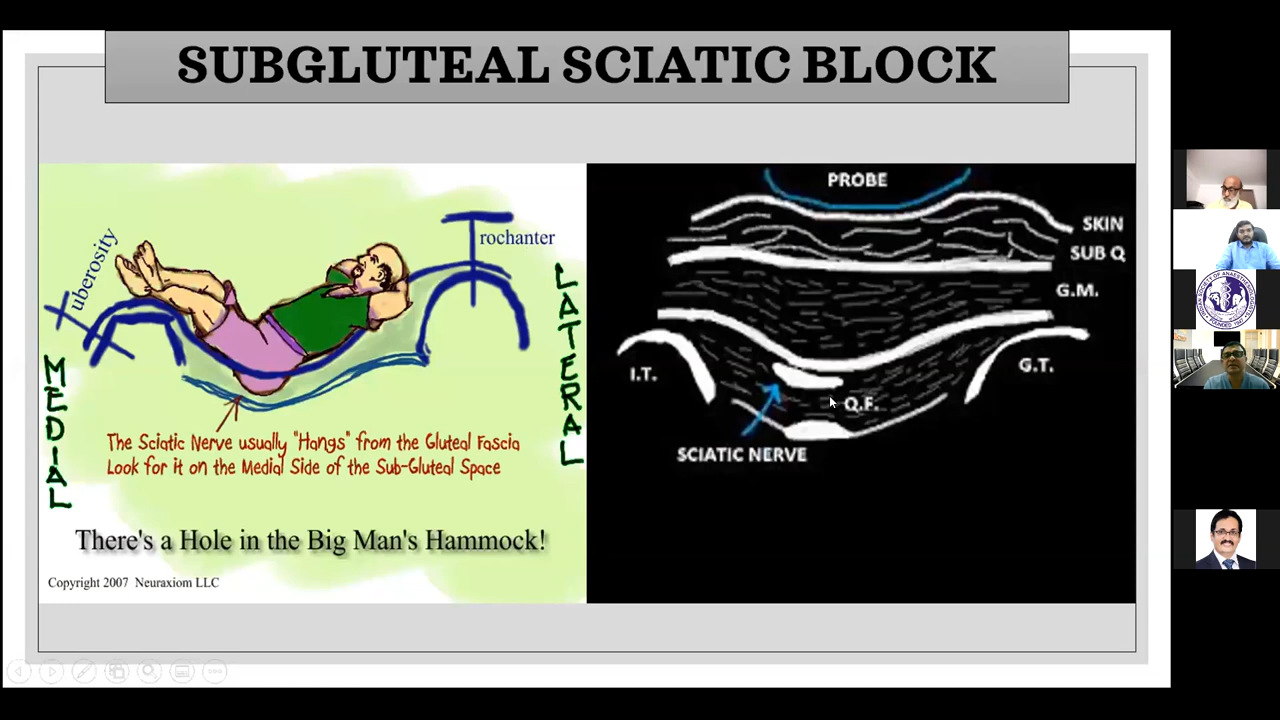 SUBGLUTEAL SCIATIC BLOCK
Tuberosity
Trochanter
MEDIAL
LATERAL
The Sciatic Nerve usually "Hangs" from the Gluteal Fascia
Look for it on the Medial Side of the Sub-Gluteal Space
There's a Hole in the Big Man's Hammock!
Copyright 2007 Neuraxiom LLC
PROBE
SKIN
SUB Q
G.M.
I.T.
G.T.
Q.F.
SCIATIC NERVE